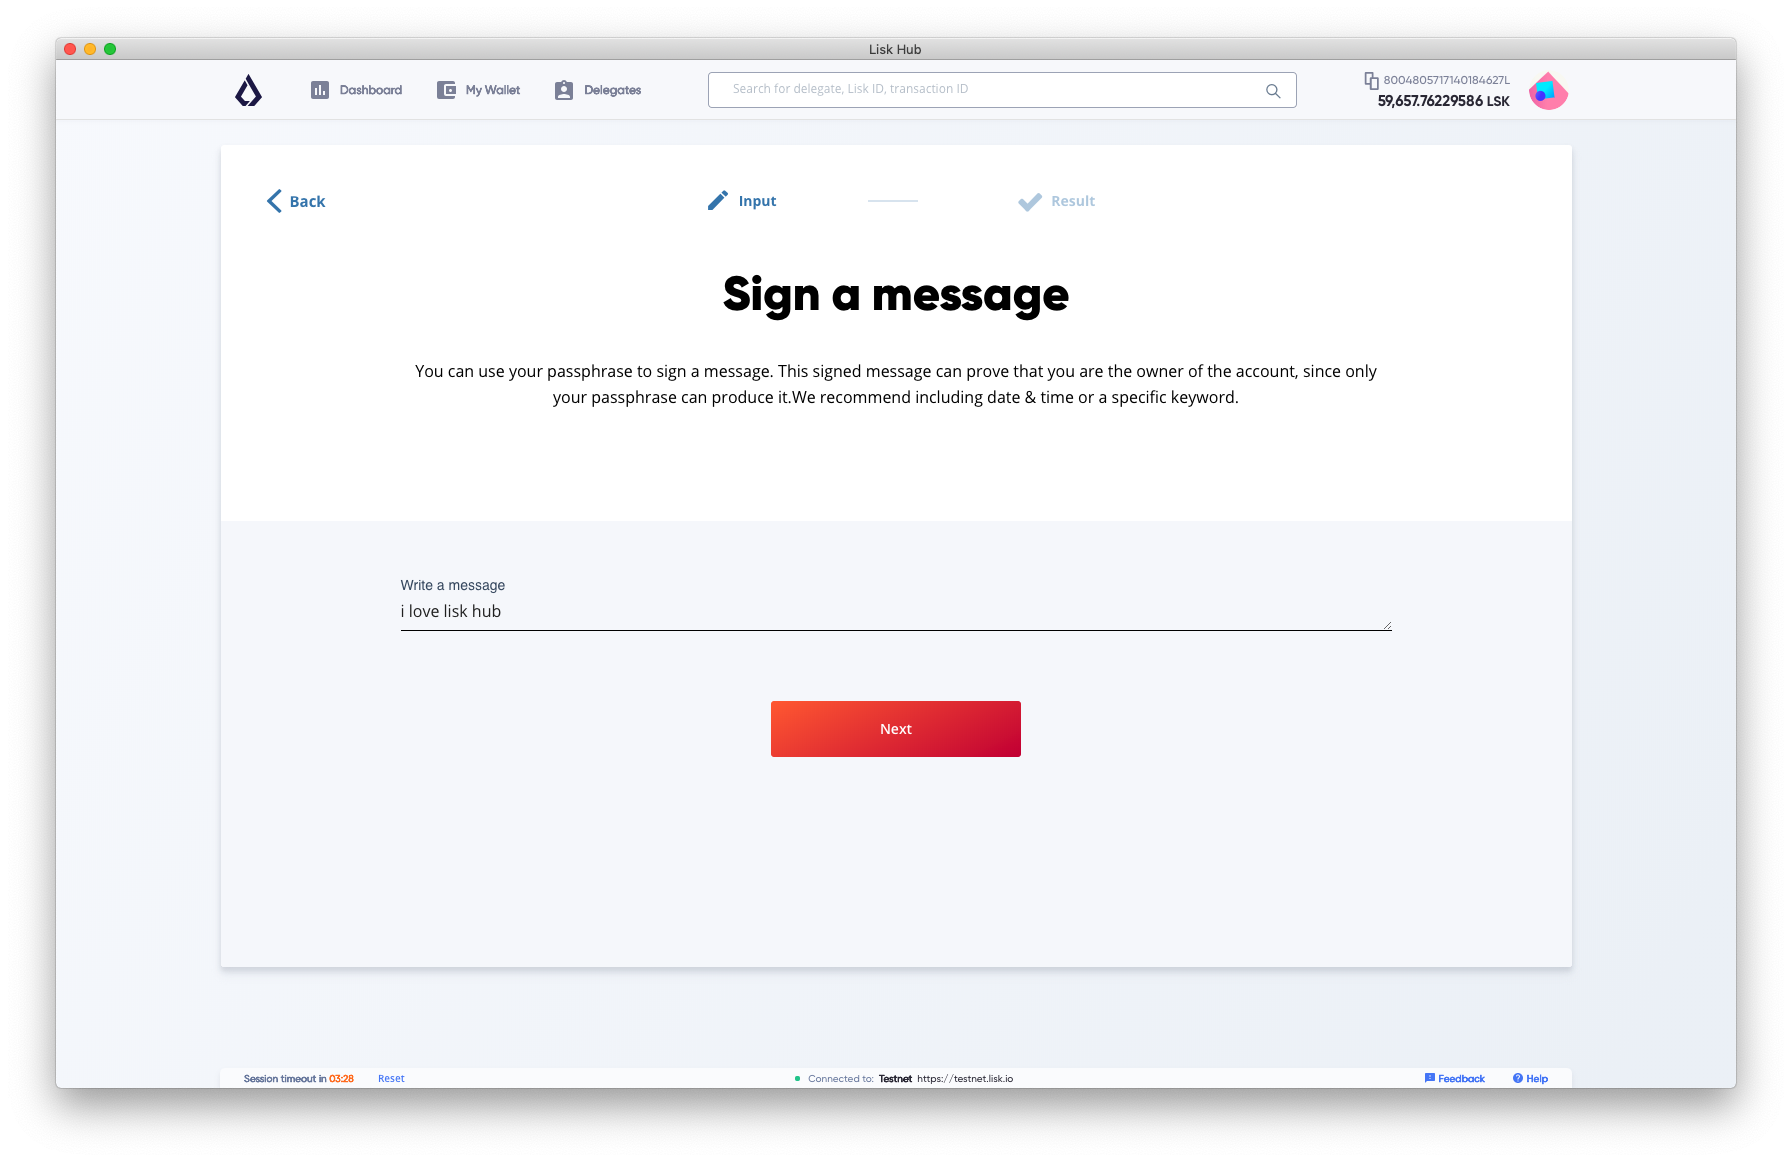 Lisk Hub
Dashboard
My Wallet
Delegates
Search for delegate, Lisk ID, transaction ID
8004805717140184627L
59,657.76229586 LSK
Back
Input
Result
Sign a message
You can use your passphrase to sign a message. This signed message can prove that you are the owner of the account, since only
your passphrase can produce it.We recommend including date & time or a specific keyword.
Write a message
i love lisk hub
Next
Session timeout in 03:28
Reset
Connected to: Testnet https://testnet.lisk.io
Feedback
Help